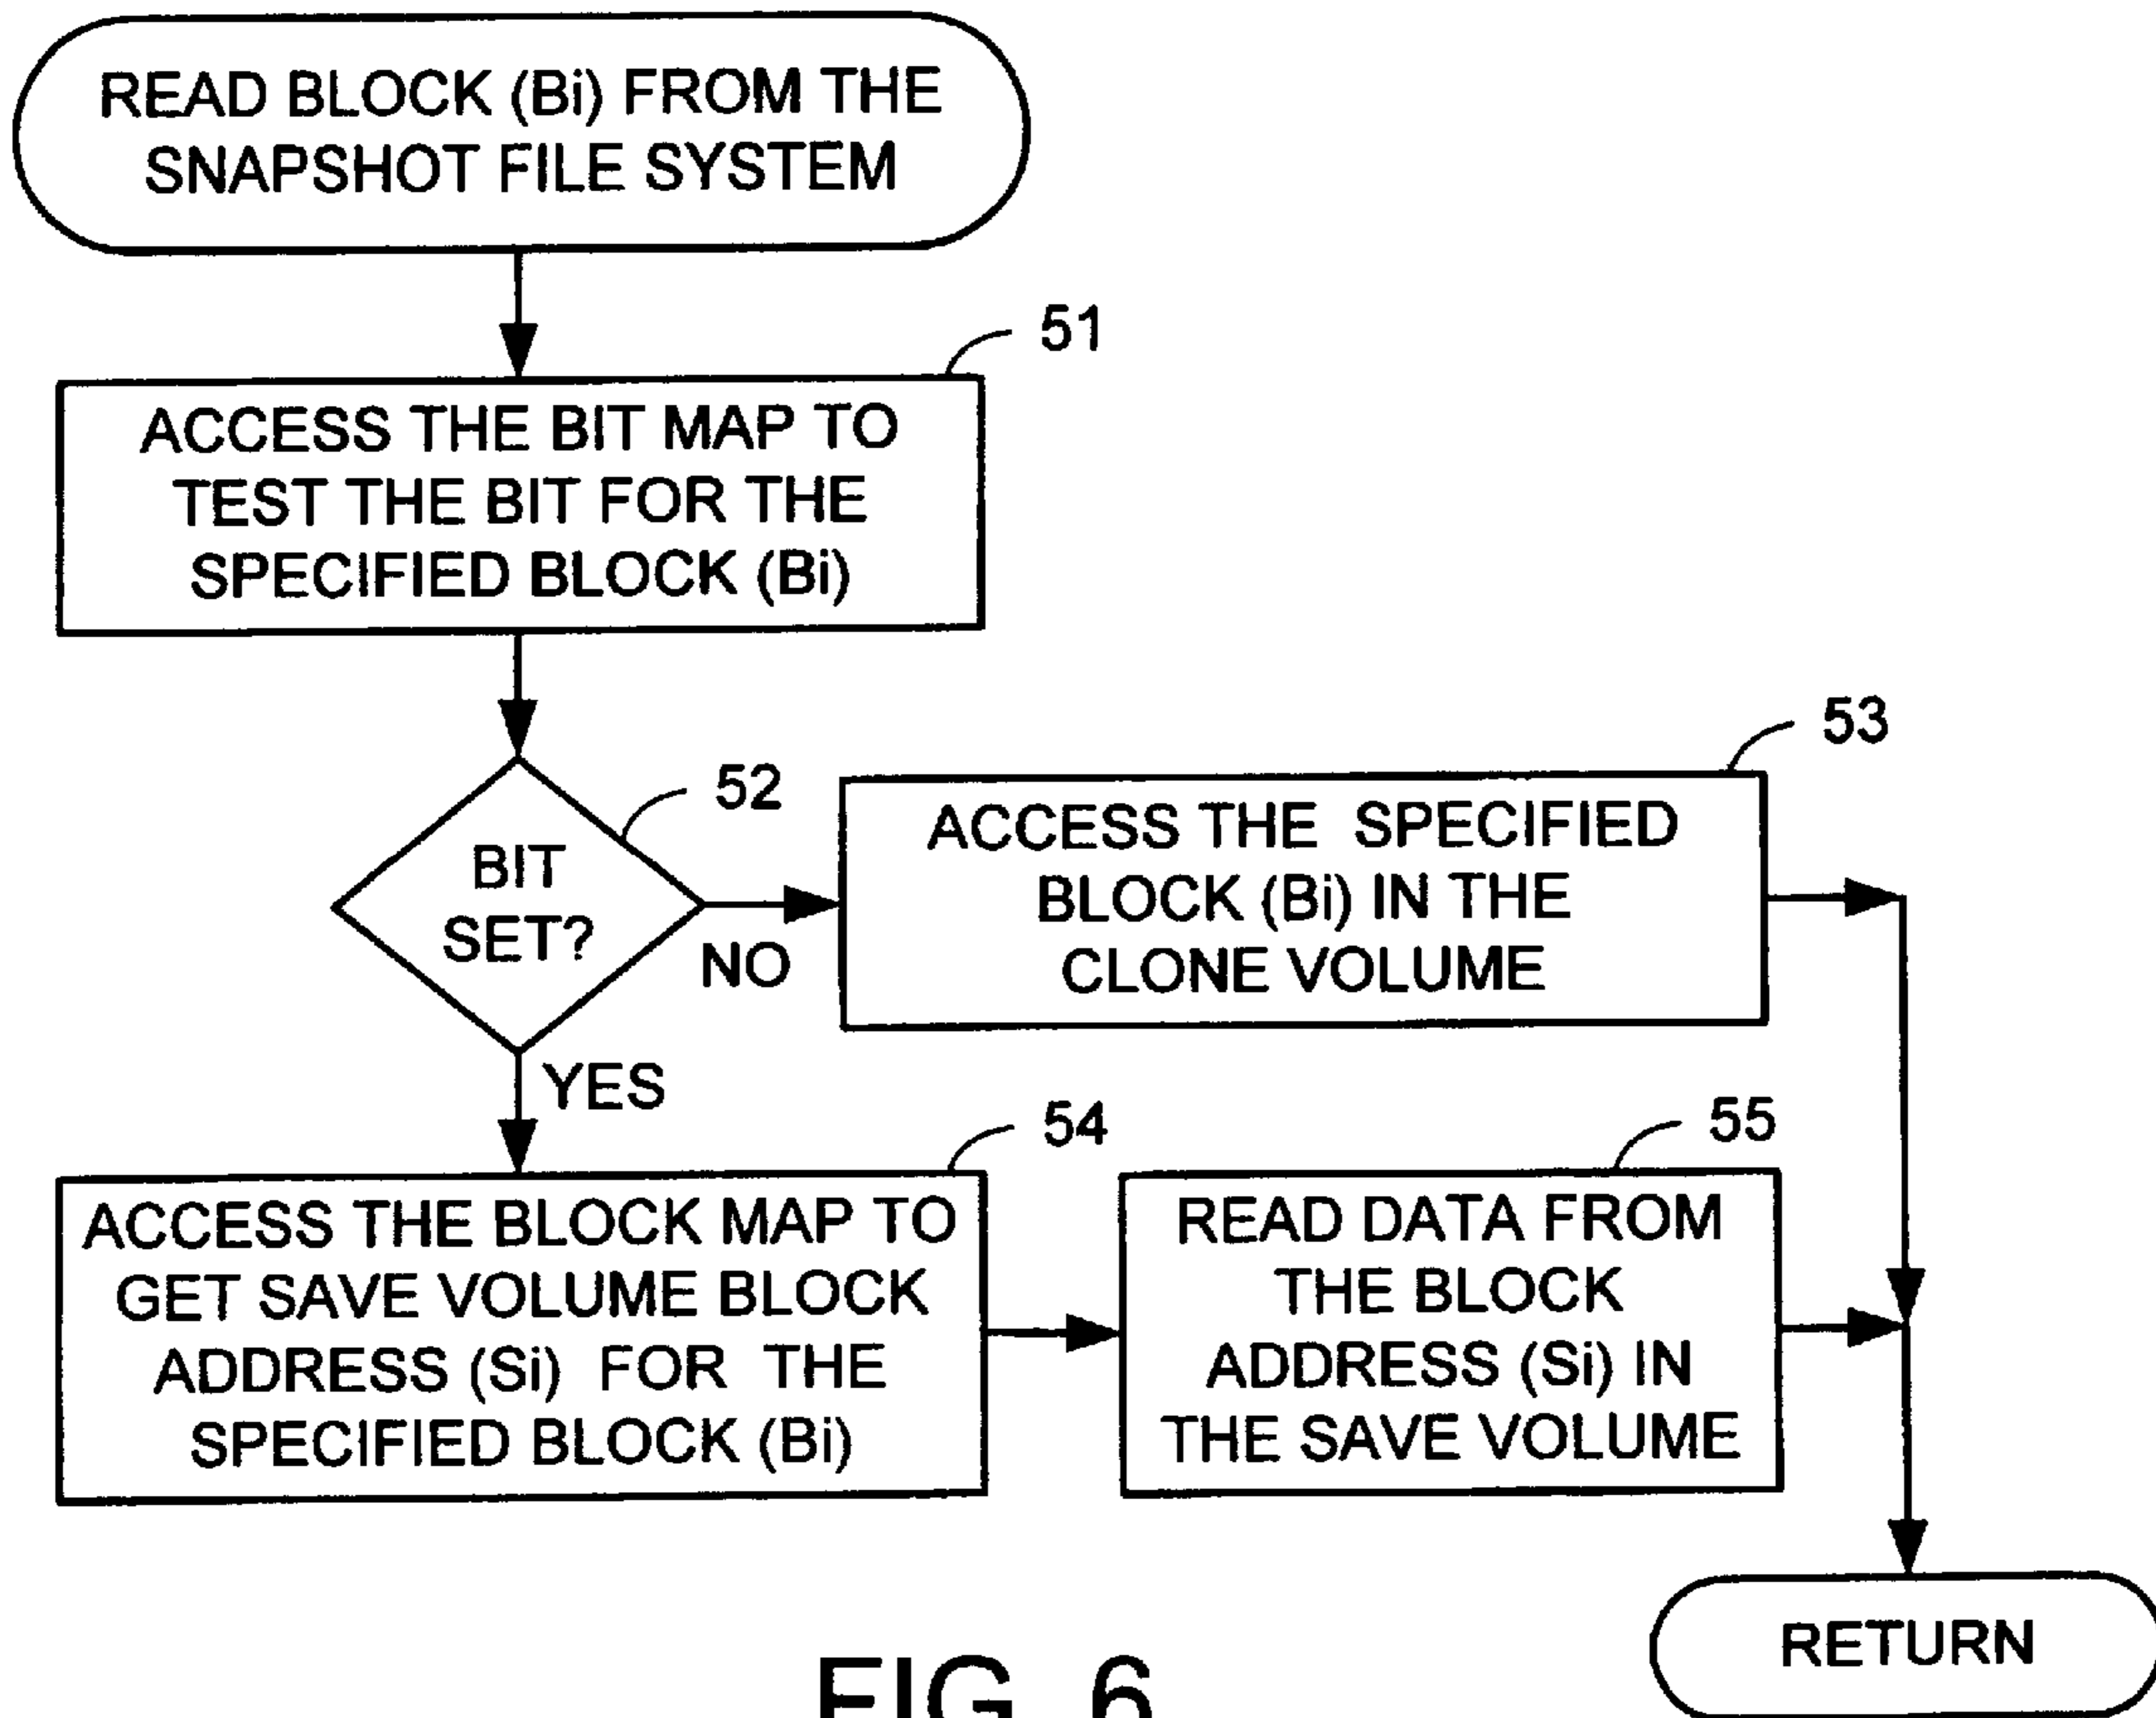 READ BLOCK (Bi) FROM THE
SNAPSHOT FILE SYSTEM
51
ACCESS THE BIT MAP TO
TEST THE BIT FOR THE
SPECIFIED BLOCK (Bi)
52
BIT
SET?
NO
YES
53
ACCESS THE SPECIFIED
BLOCK (Bi) IN THE
CLONE VOLUME
54
ACCESS THE BLOCK MAP TO
GET SAVE VOLUME BLOCK
ADDRESS (Si) FOR THE
SPECIFIED BLOCK (Bi)
55
READ DATA FROM
THE BLOCK
ADDRESS (Si) IN
THE SAVE VOLUME
RETURN
FIG. 6